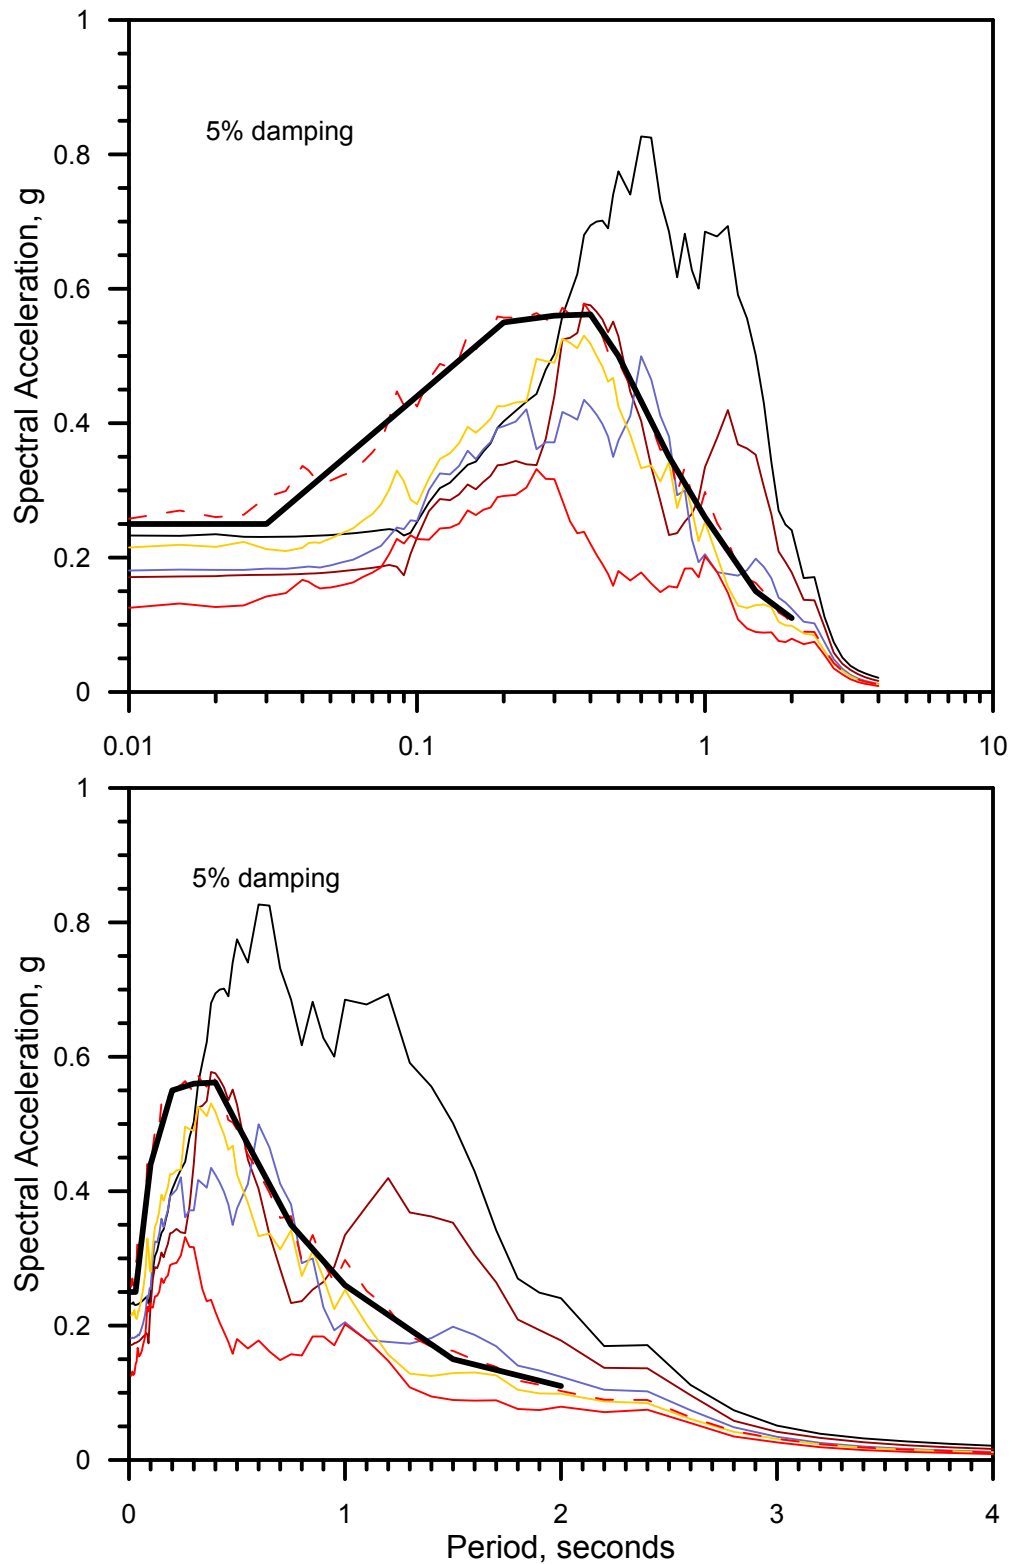 1
0.8
0.6
0.4
0.2
0
Spectral Acceleration, g
5% damping
0.01 0.1 1 10
1
0.8
0.6
0.4
0.2
0
Spectral Acceleration, g
5% damping
0 1 2 3 4
Period, seconds